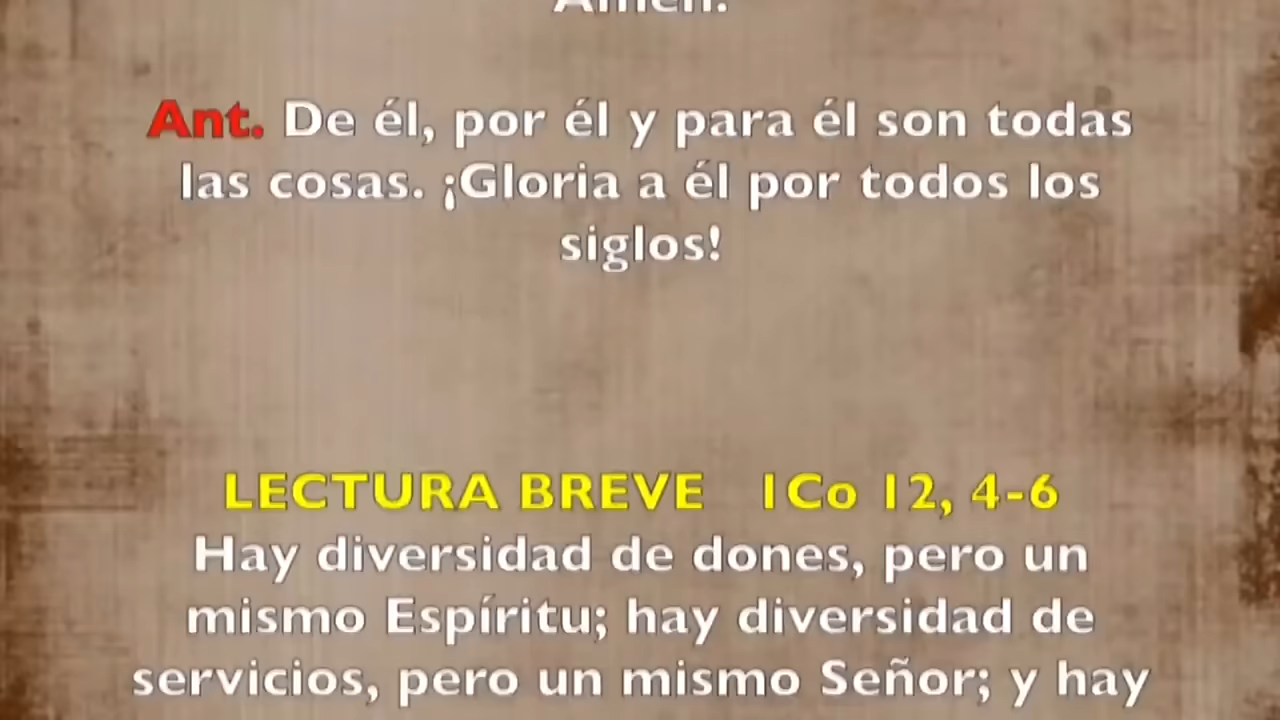 Amén.
Ant. De él, por él y para él son todas
las cosas. ¡Gloria a él por todos los
siglos!
LECTURA BREVE 1Co 12, 4-6
Hay diversidad de dones, pero un
mismo Espíritu; hay diversidad de
servicios, pero un mismo Señor; y hay